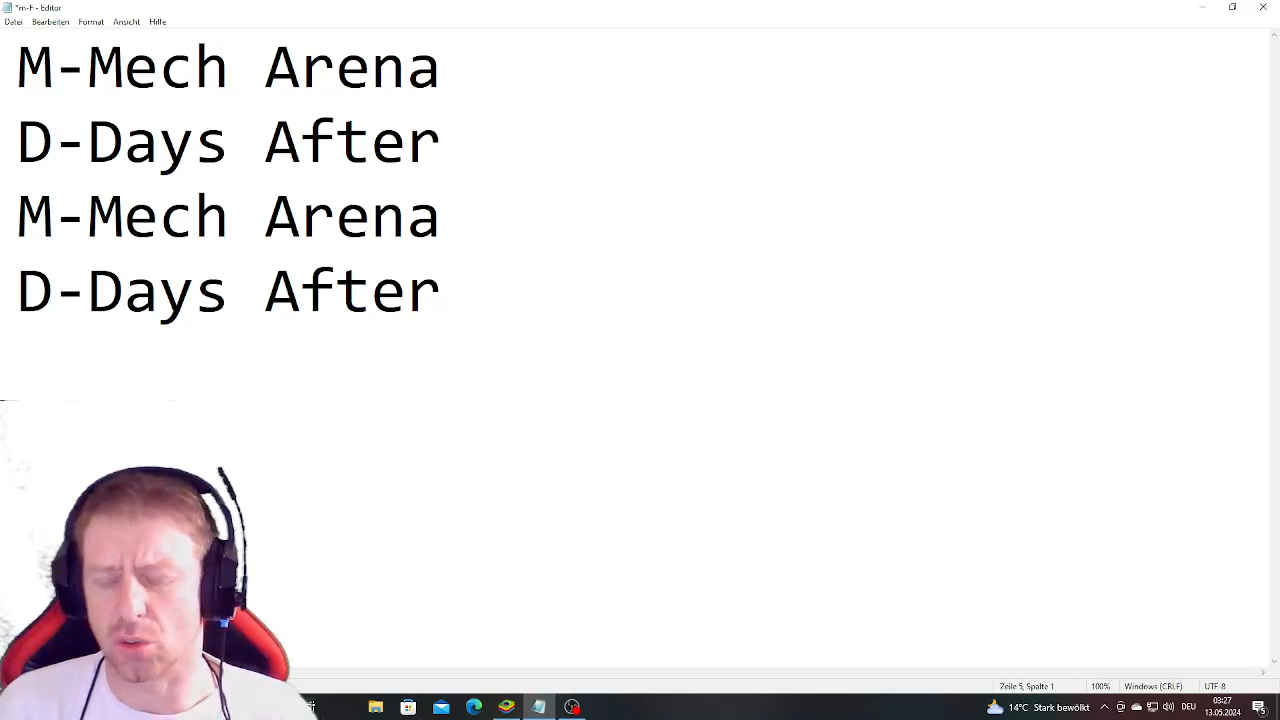 *m-F - Editor
Datei Bearbeiten Format Ansicht Hilfe
M-Mech Arena
D-Days After
M-Mech Arena
D-Days After
Zeile 5, Spalte 1 100% Windows (CRLF) UTF-8
14°C Stark bewölkt DEU 03:27
13.05.2024